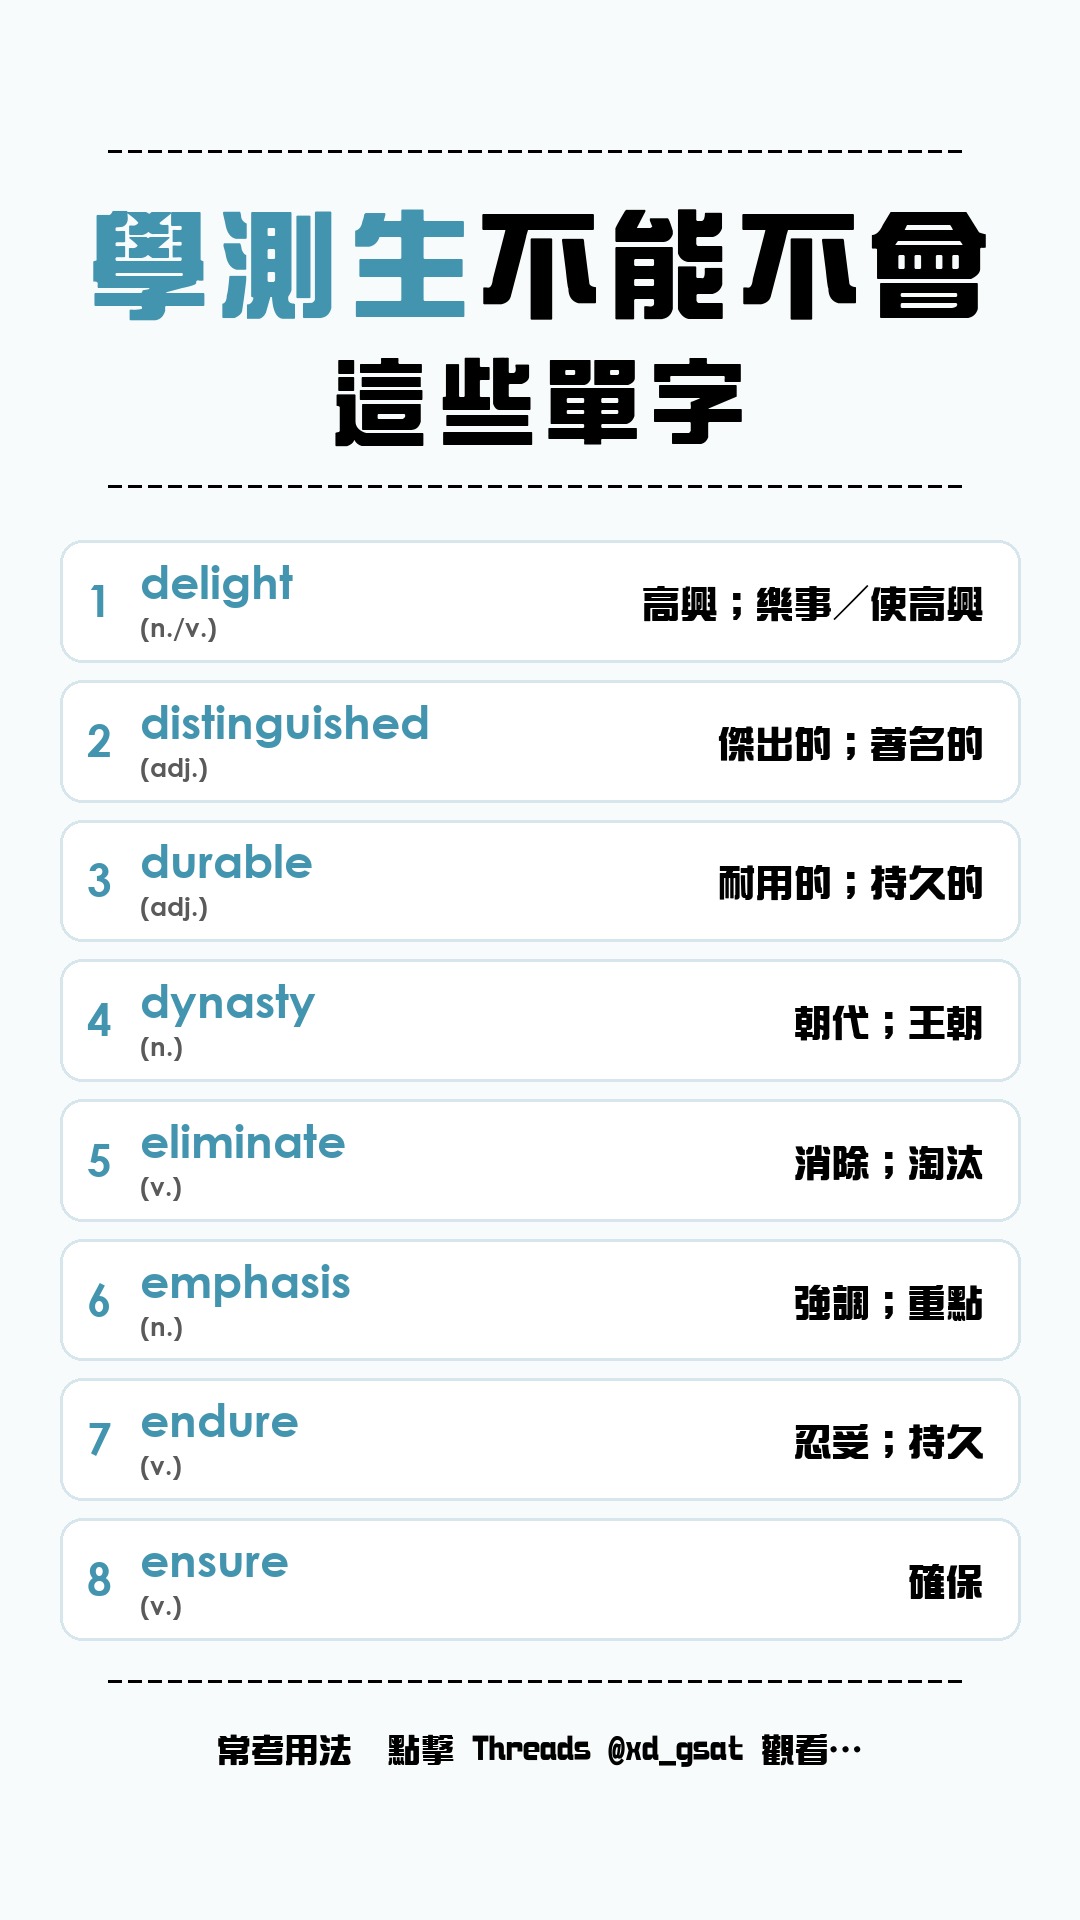 學測生不能不會
這些單字
1 delight 高興；樂事／使高興
(n./v.)
2 distinguished 傑出的；著名的
(adj.)
3 durable 耐用的；持久的
(adj.)
4 dynasty 朝代；王朝
(n.)
5 eliminate 消除；淘汰
(v.)
6 emphasis 強調；重點
(n.)
7 endure 忍受；持久
(v.)
8 ensure 確保
(v.)
常考用法 點擊 Threads @xd_gsat 觀看⋯